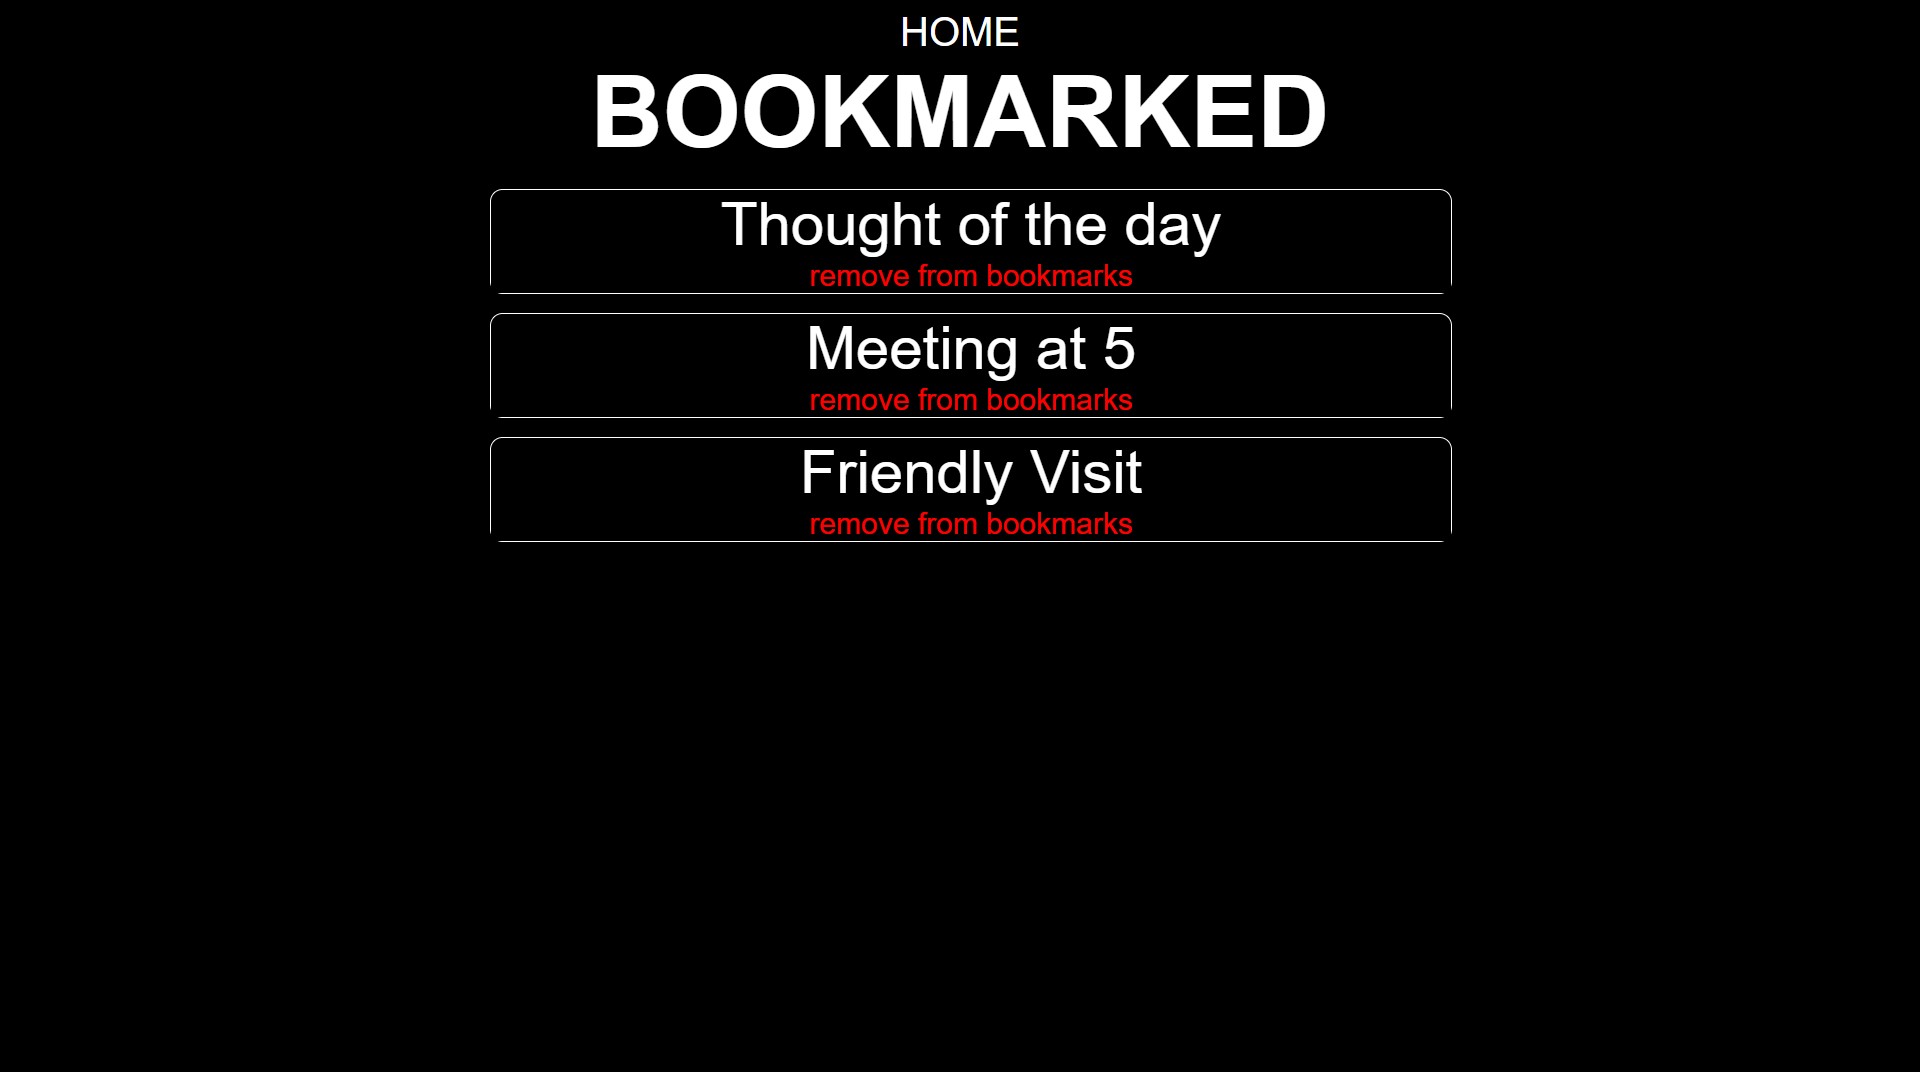 HOME
BOOKMARKED
Thought of the day
remove from bookmarks
Meeting at 5
remove from bookmarks
Friendly Visit
remove from bookmarks